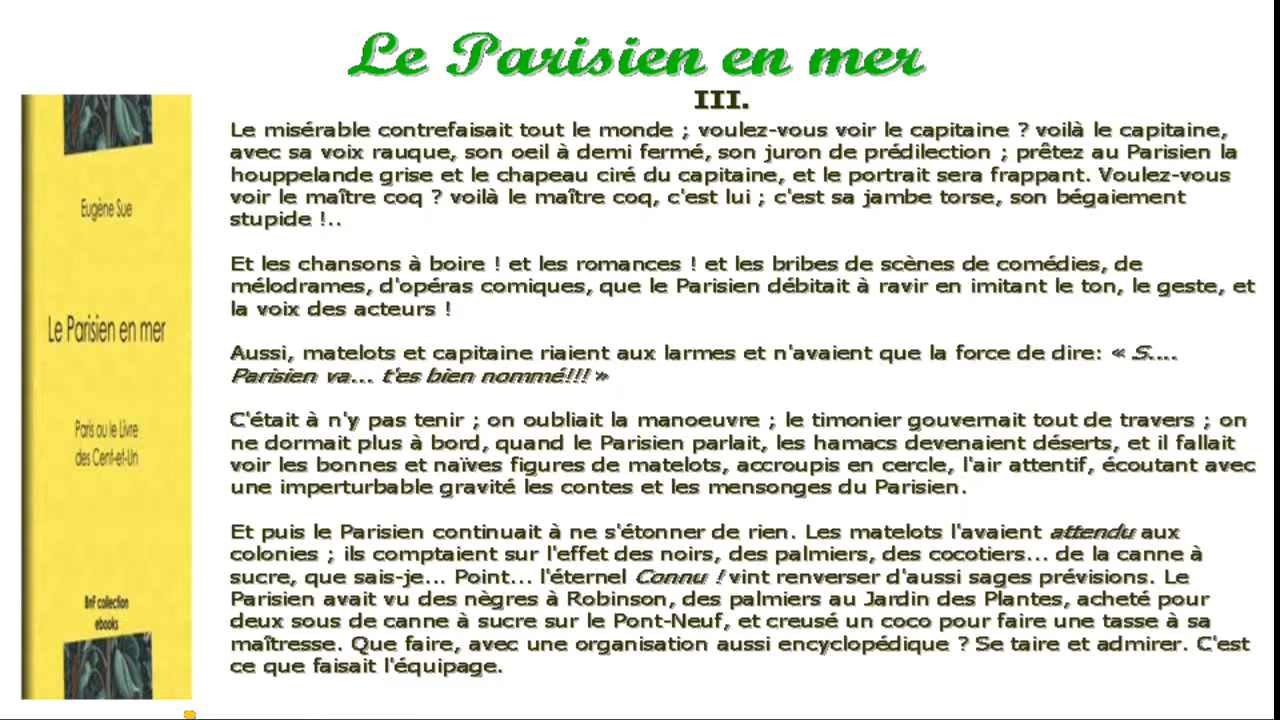 Le Parisien en mer
III.
Le misérable contrefaisait tout le monde ; voulez-vous voir le capitaine ? voilà le capitaine,
avec sa voix rauque, son oeil à demi fermé, son juron de prédilection ; prêtez au Parisien la
houppelande grise et le chapeau ciré du capitaine, et le portrait sera frappant. Voulez-vous
voir le maître coq ? voilà le maître coq, c'est lui ; c'est sa jambe torse, son bégaiement
stupide !..
Et les chansons à boire ! et les romances ! et les bribes de scènes de comédies, de
mélodrames, d'opéras comiques, que le Parisien débitait à ravir en imitant le ton, le geste, et
la voix des acteurs !
Aussi, matelots et capitaine riaient aux larmes et n'avaient que la force de dire: « S....
Parisien va... t'es bien nommé!!! »
C'était à n'y pas tenir ; on oubliait la manoeuvre ; le timonier gouvernait tout de travers ; on
ne dormait plus à bord, quand le Parisien parlait, les hamacs devenaient déserts, et il fallait
voir les bonnes et naïves figures de matelots, accroupis en cercle, l'air attentif, écoutant avec
une imperturbable gravité les contes et les mensonges du Parisien.
Et puis le Parisien continuait à ne s'étonner de rien. Les matelots l'avaient attendu aux
colonies ; ils comptaient sur l'effet des noirs, des palmiers, des cocotiers... de la canne à
sucre, que sais-je... Point... l'éternel Connu ! vint renverser d'aussi sages prévisions. Le
Parisien avait vu des nègres à Robinson, des palmiers au Jardin des Plantes, acheté pour
deux sous de canne à sucre sur le Pont-Neuf, et creusé un coco pour faire une tasse à sa
maîtresse. Que faire, avec une organisation aussi encyclopédique ? Se taire et admirer. C'est
ce que faisait l'équipage.
Eugène Sue
Le Parisien en mer
Paris ou le Livre
des Cent-et-Un
BnF collection
ebooks